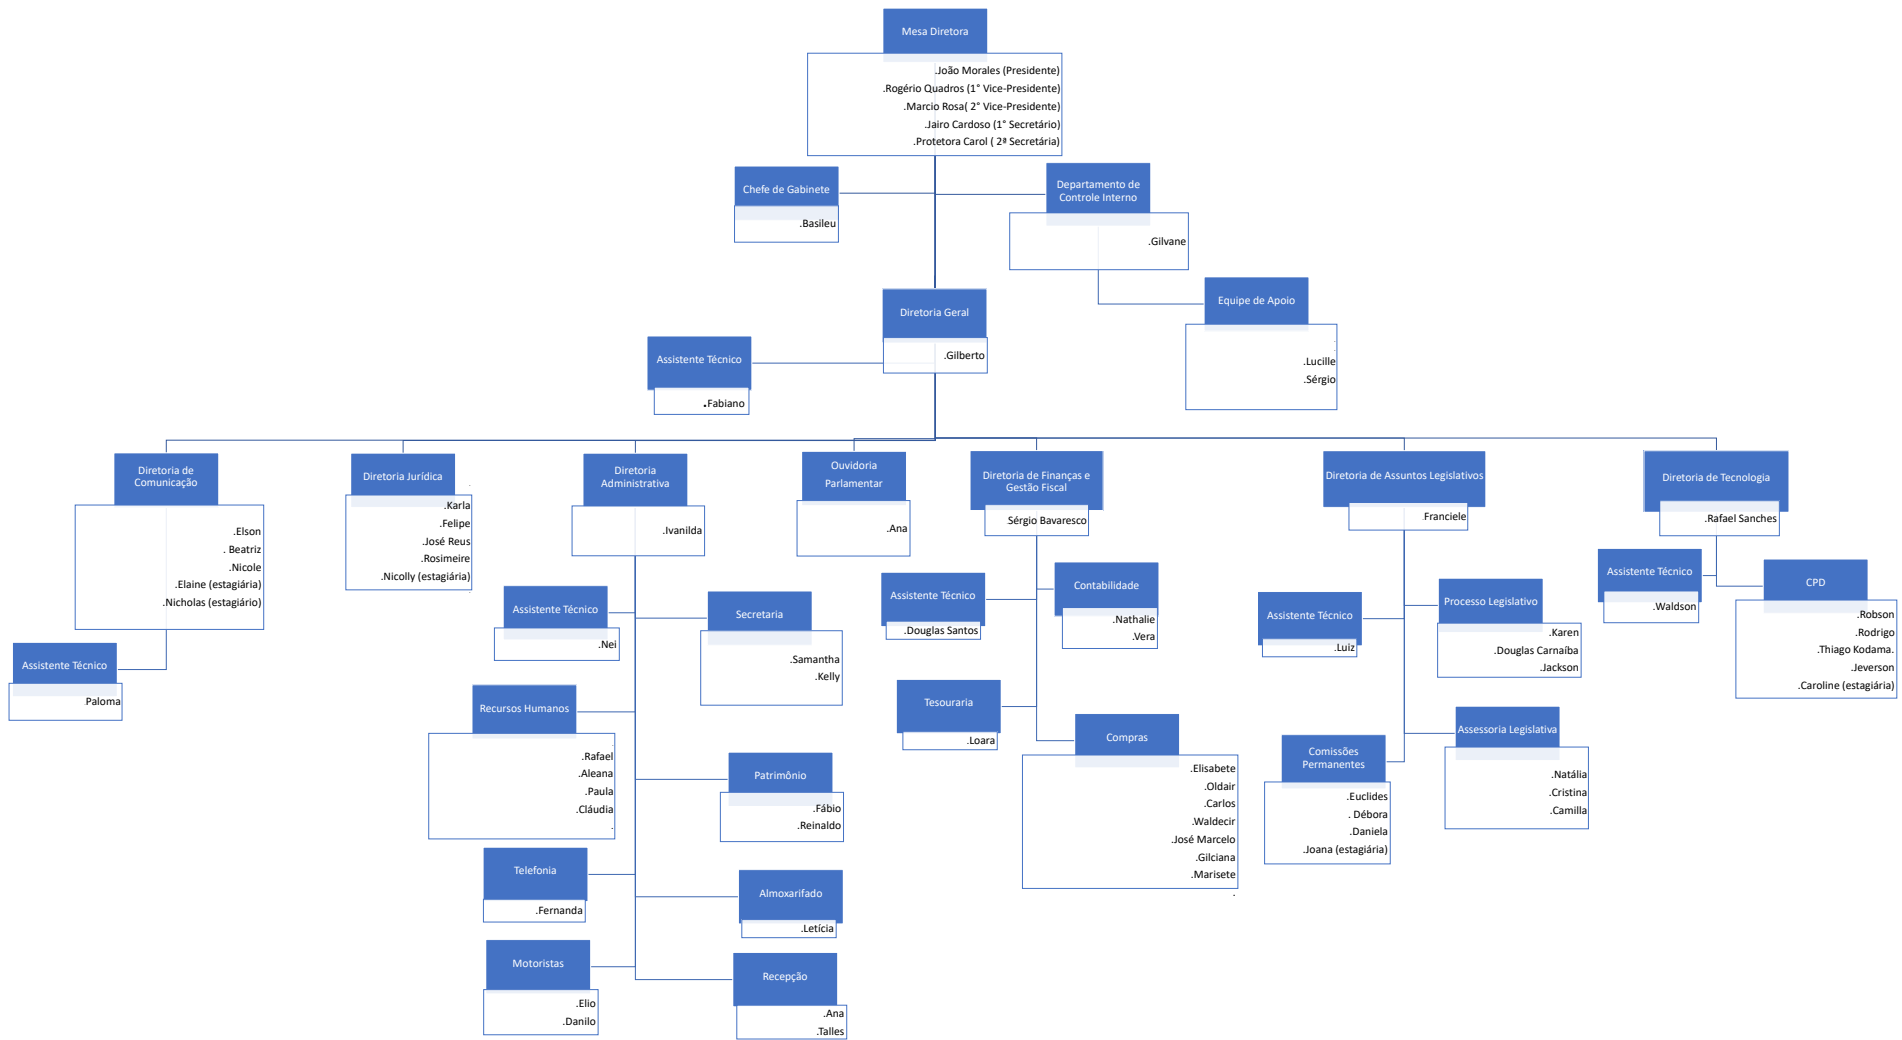 Mesa Diretora
.João Morales (Presidente)
.Rogério Quadros (1° Vice-Presidente)
.Marcio Rosa( 2° Vice-Presidente)
.Jairo Cardoso (1° Secretário)
.Protetora Carol ( 2ª Secretária)
Chefe de Gabinete
.Basileu
Departamento de
Controle Interno
.Gilvane
Equipe de Apoio
.
.Lucille
.Sérgio
Diretoria Geral
.Gilberto
Assistente Técnico
.Fabiano
Diretoria de
Comunicação
.Elson
. Beatriz
.Nicole
.Elaine (estagiária)
.Nicholas (estagiário)
Assistente Técnico
Paloma
Diretoria Jurídica
.
.Karla
.Felipe
.José Reus
.Rosimeire
.Nicolly (estagiária)
.
Diretoria
Administrativa
.Ivanilda
Assistente Técnico
.Nei
Secretaria
.Samantha
.Kelly
Recursos Humanos
.Rafael
.Aleana
.Paula
.Cláudia
.
Patrimônio
.Fábio
.Reinaldo
Telefonia
.Fernanda
Almoxarifado
.Letícia
Motoristas
.Elio
.Danilo
Recepção
.Ana
.Talles
Ouvidoria
Parlamentar
.Ana
Diretoria de Finanças e
Gestão Fiscal
Sérgio Bavaresco
Assistente Técnico
.Douglas Santos
Contabilidade
.Nathalie
.Vera
Tesouraria
.Loara
Compras
.Elisabete
.Oldair
.Carlos
.Waldecir
.José Marcelo
.Gilciana
.Marisete
.
Diretoria de Assuntos Legislativos
.Franciele
Assistente Técnico
.Luiz
Processo Legislativo
.Karen
.Douglas Carnaíba
.Jackson
Comissões
Permanentes
.Euclides
. Débora
.Daniela
.Joana (estagiária)
Assessoria Legislativa
.Natália
.Cristina
.Camilla
Diretoria de Tecnologia
.Rafael Sanches
Assistente Técnico
.Waldson
CPD
.Robson
.Rodrigo
.Thiago Kodama.
.Jeverson
.Caroline (estagiária)